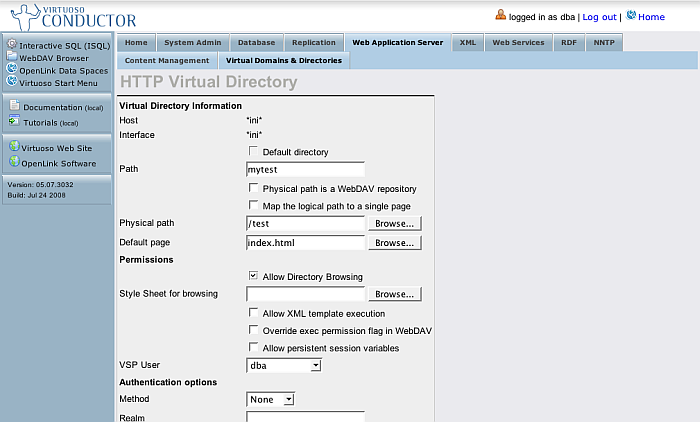 VIRTUOSO
CONDUCTOR
logged in as dba | Log out | Home
Interactive SQL (ISQL)
WebDAV Browser
OpenLink Data Spaces
Virtuoso Start Menu
Documentation (local)
Tutorials (local)
Virtuoso Web Site
OpenLink Software
Version: 05.07.3032
Build: Jul 24 2008
Home System Admin Database Replication Web Application Server XML Web Services RDF NNTP
Content Management Virtual Domains & Directories
HTTP Virtual Directory
Virtual Directory Information
Host *ini*
Interface *ini*
Default directory
Path mytest
Physical path is a WebDAV repository
Map the logical path to a single page
Physical path /test Browse...
Default page index.html Browse...
Permissions
Allow Directory Browsing
Style Sheet for browsing Browse...
Allow XML template execution
Override exec permission flag in WebDAV
Allow persistent session variables
VSP User dba
Authentication options
Method None
Realm